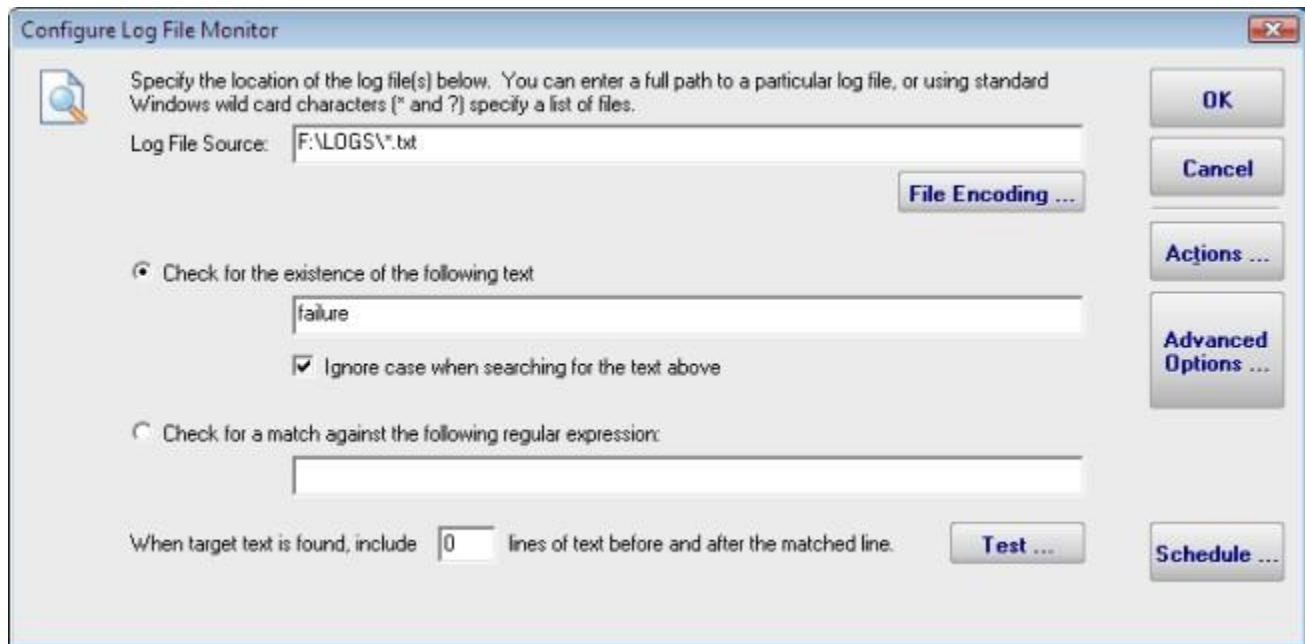 Configure Log File Monitor
Specify the location of the log file(s) below. You can enter a full path to a particular log file, or using standard
Windows wild card characters (* and ?) specify a list of files.
Log File Source: F:\LOGS\*.txt
File Encoding ...
OK
Cancel
Actions ...
Advanced
Options ...
Check for the existence of the following text
failure
Ignore case when searching for the text above
Check for a match against the following regular expression:
When target text is found, include 0 lines of text before and after the matched line.
Test ...
Schedule ...